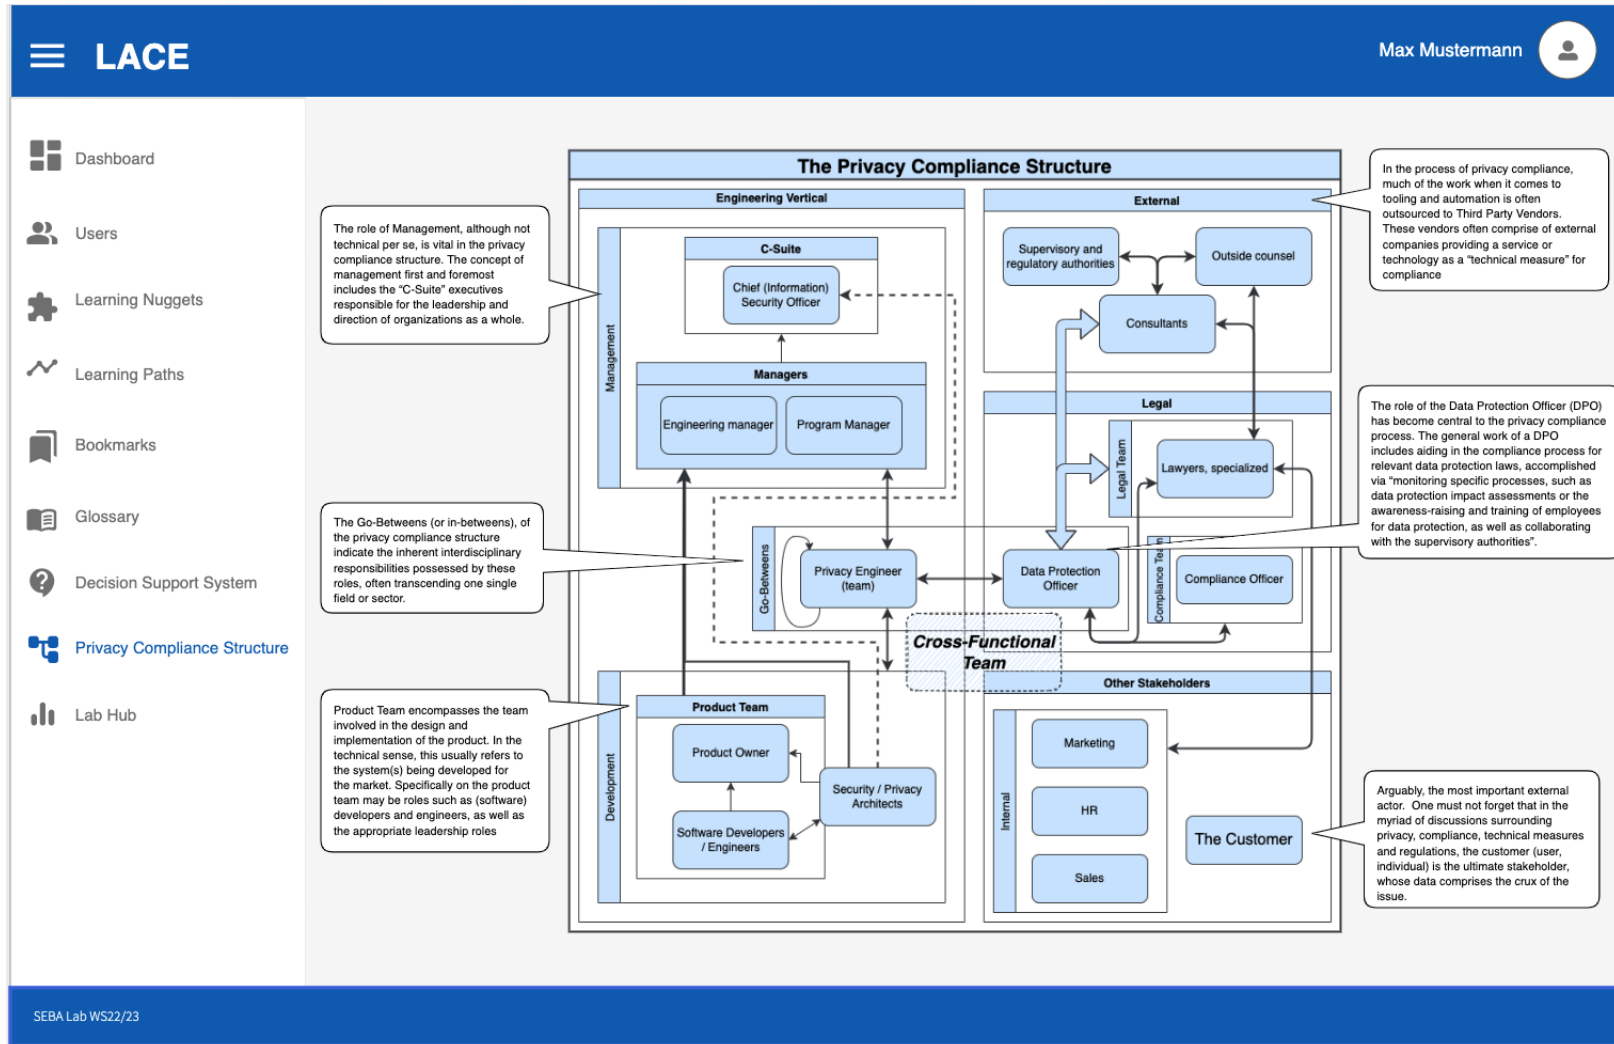 LACE
Max Mustermann
Dashboard
Users
Learning Nuggets
Learning Paths
Bookmarks
Glossary
Decision Support System
Privacy Compliance Structure
Lab Hub
The role of Management, although not
technical per se, is vital in the privacy
compliance structure. The concept of
management first and foremost
includes the “C-Suite” executives
responsible for the leadership and
direction of organizations as a whole.
The Go-Betweens (or in-betweens), of
the privacy compliance structure
indicate the inherent interdisciplinary
responsibilities possessed by these
roles, often transcending one single
field or sector.
Product Team encompasses the team
involved in the design and
implementation of the product. In the
technical sense, this usually refers to
the system(s) being developed for
the market. Specifically on the product
team may be roles such as (software)
developers and engineers, as well as
the appropriate leadership roles
The Privacy Compliance Structure
Engineering Vertical
Management
C-Suite
Chief (Information)
Security Officer
Managers
Engineering manager
Program Manager
Go-Betweens
Privacy Engineer
(team)
Data Protection
Officer
Cross-Functional
Team
Development
Product Team
Product Owner
Software Developers
/ Engineers
Security / Privacy
Architects
External
Supervisory and
regulatory authorities
Outside counsel
Consultants
Legal
Legal Team
Lawyers, specialized
Compliance Team
Compliance Officer
Other Stakeholders
Internal
Marketing
HR
Sales
The Customer
In the process of privacy compliance,
much of the work when it comes to
tooling and automation is often
outsourced to Third Party Vendors.
These vendors often comprise of external
companies providing a service or
technology as a “technical measure” for
compliance
The role of the Data Protection Officer (DPO)
has become central to the privacy compliance
process. The general work of a DPO
includes aiding in the compliance process for
relevant data protection laws, accomplished
via “monitoring specific processes, such as
data protection impact assessments or the
awareness-raising and training of employees
for data protection, as well as collaborating
with the supervisory authorities”.
Arguably, the most important external
actor. One must not forget that in the
myriad of discussions surrounding
privacy, compliance, technical measures
and regulations, the customer (user,
individual) is the ultimate stakeholder,
whose data comprises the crux of the
issue.
SEBA Lab WS22/23